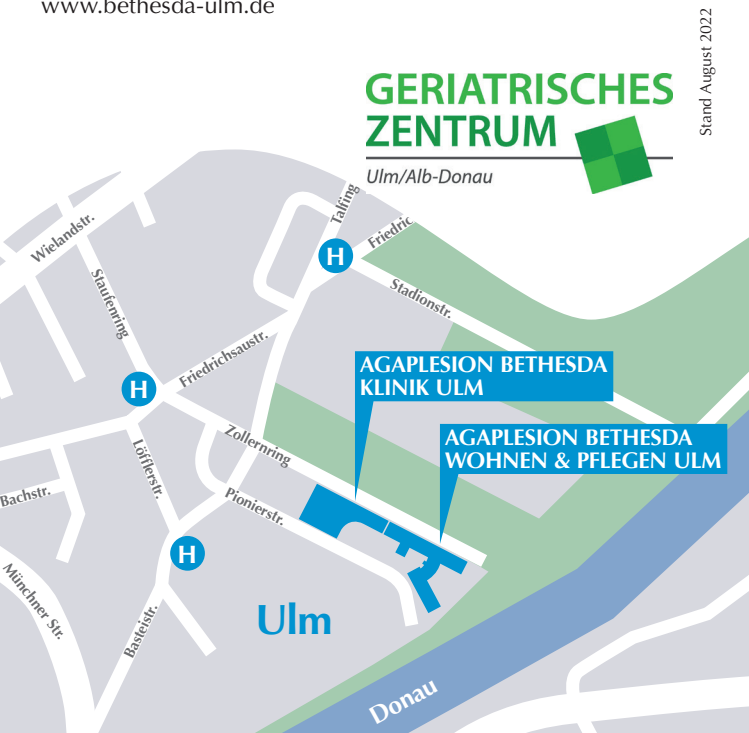 www.bethesda-ulm.de
Stand August 2022
GERIATRISCHES
ZENTRUM
Ulm/Alb-Donau
Wielandstr.
Talfing
Friedric
H
Staufenring
Stadionstr.
Friedrichsaustr.
AGAPLESION BETHESDA
KLINIK ULM
H
Zollernring
AGAPLESION BETHESDA
WOHNEN & PFLEGEN ULM
Löfflerstr.
Bachstr.
Pionierstr.
H
Münchner Str.
Basteistr.
Ulm
Donau